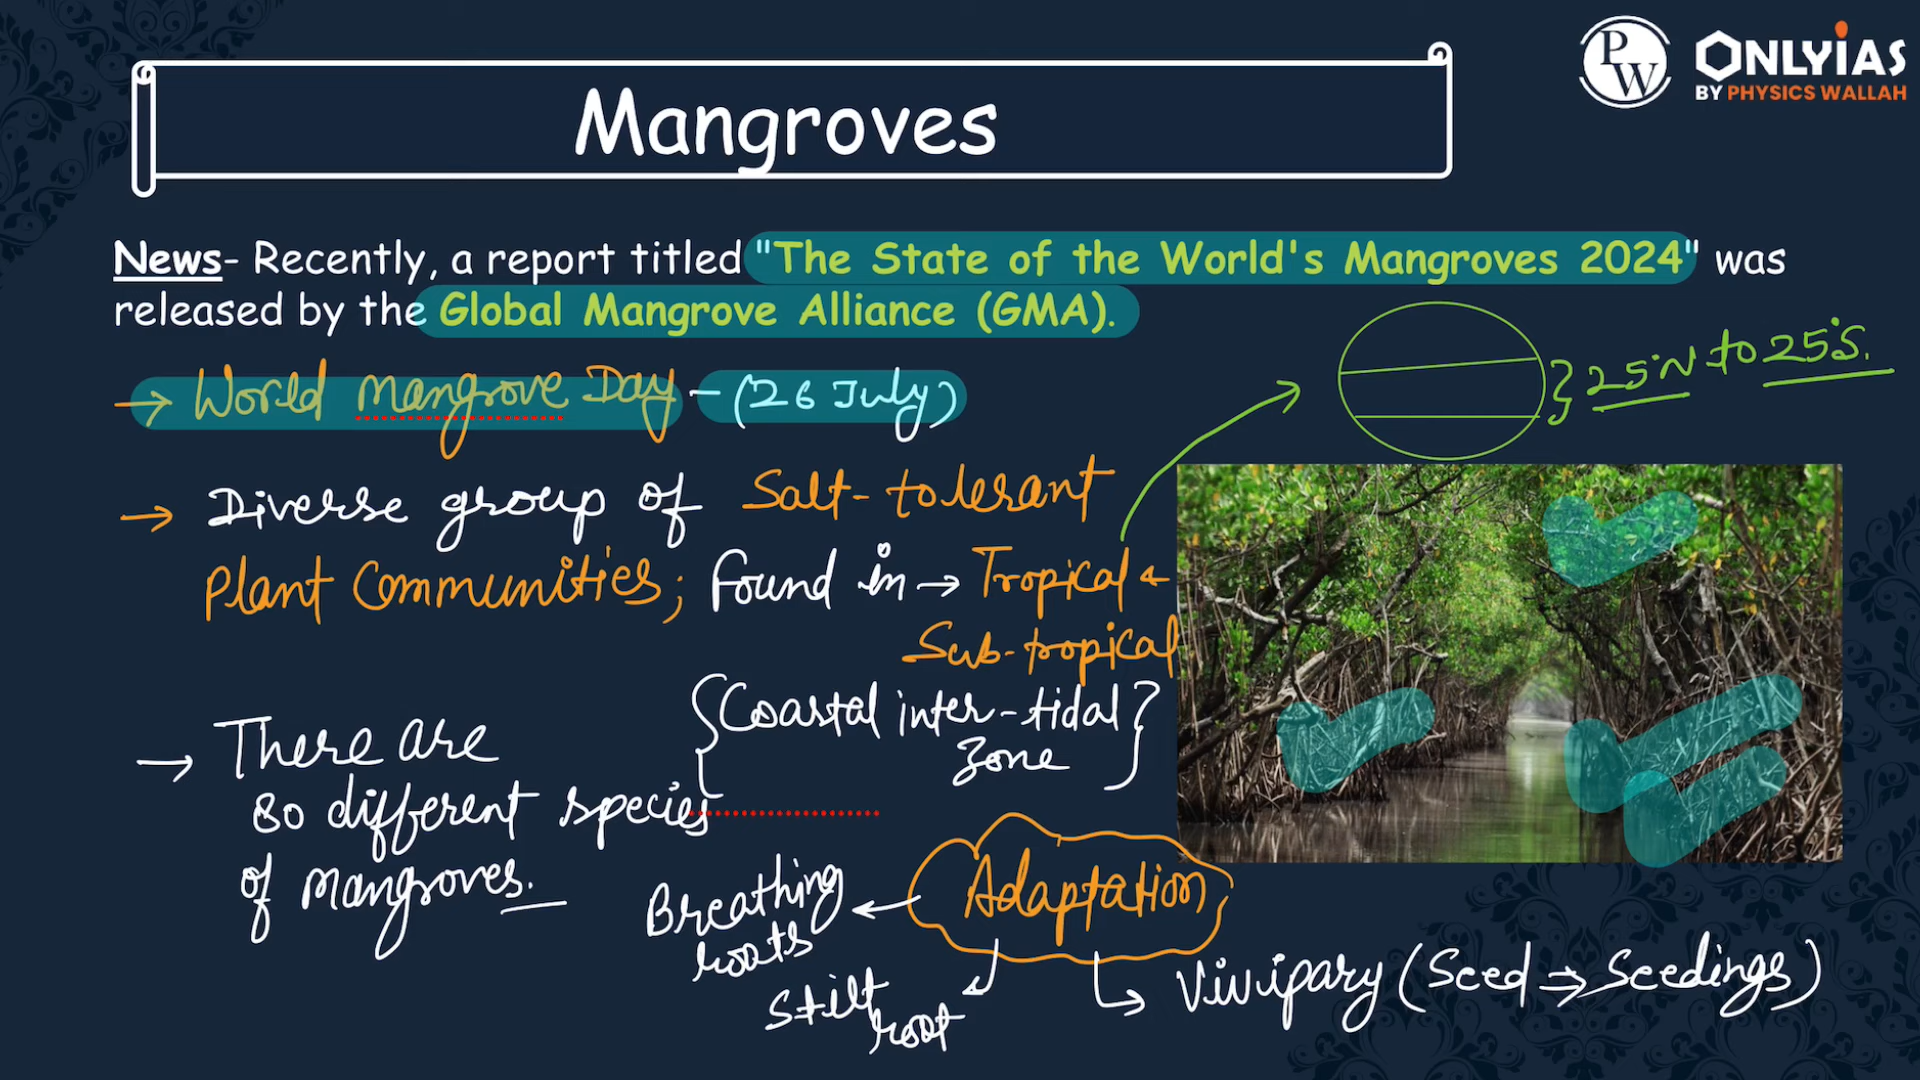 PW
ONLYIAS
BY PHYSICS WALLAH
Mangroves
News- Recently, a report titled "The State of the World's Mangroves 2024" was
released by the Global Mangrove Alliance (GMA).
→ World Mangrove Day - (26 July)
} 25°N to 25°S.
→ Diverse group of Salt-tolerant
Plant Communities; Found in → Tropical &
Sub-tropical
{Coastal inter-tidal
Zone}
→ There are
80 different species
of Mangroves.
Adaptation
Breathing
roots
Stilt
root
Vivipary (Seed ⇒ Seedings)